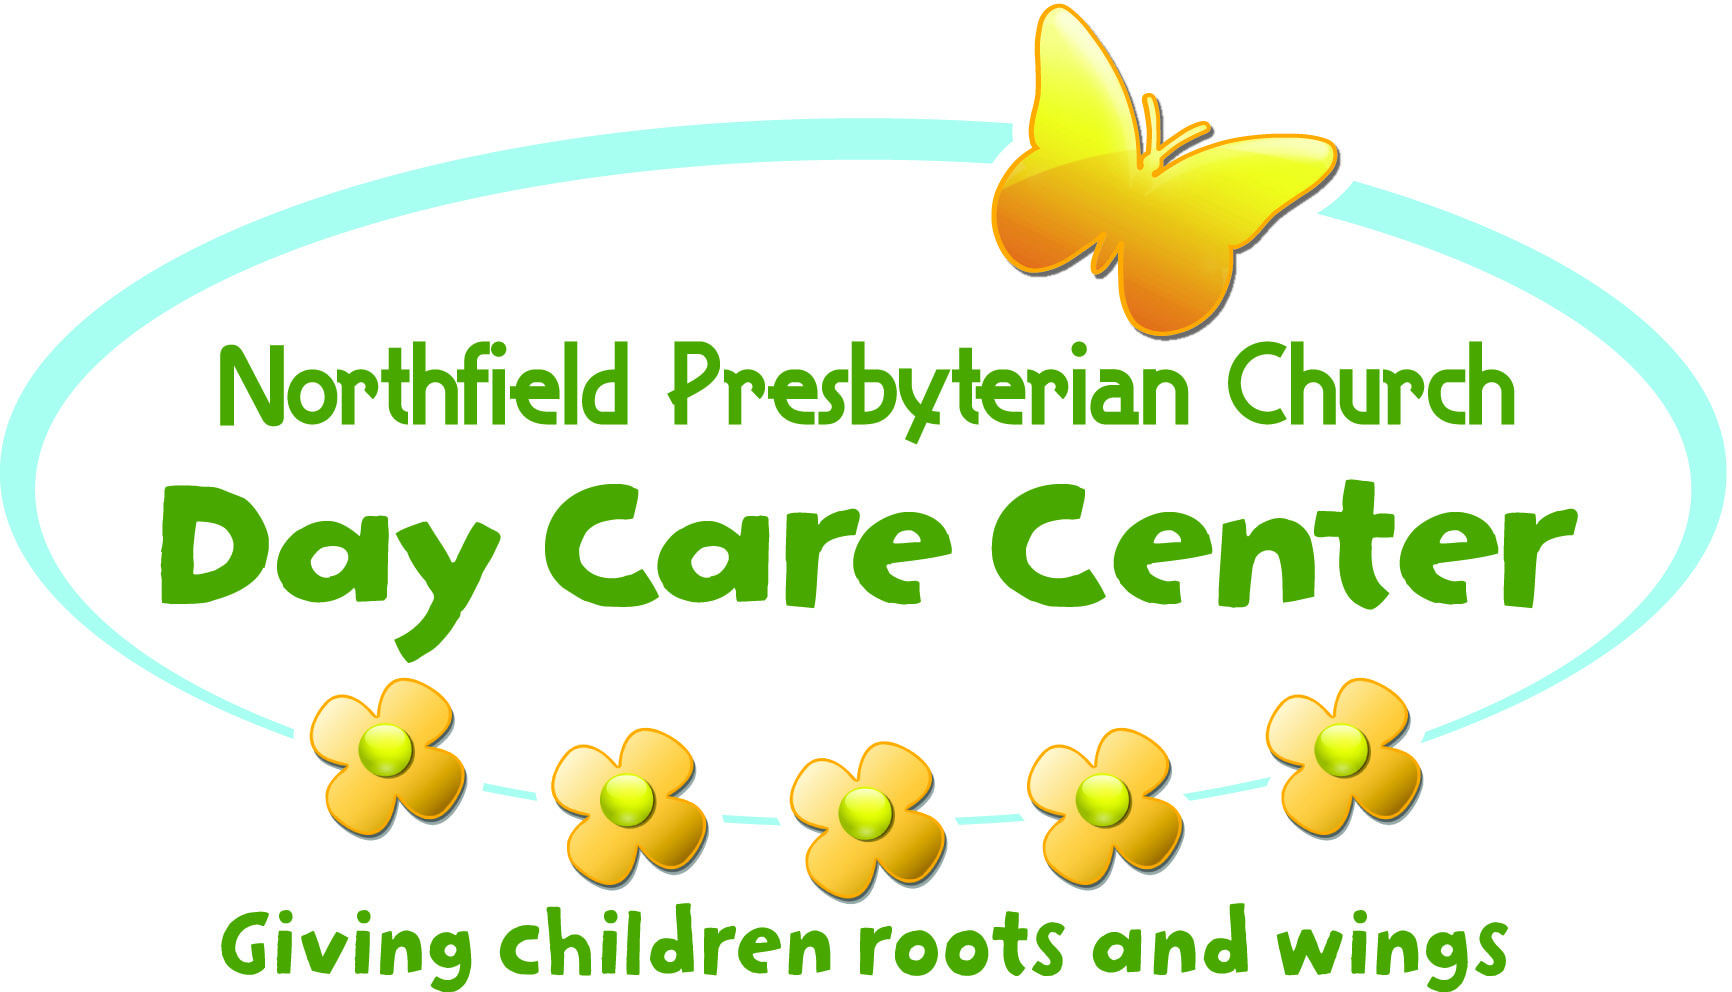 Northfield Presbyterian Church
Day Care Center
Giving children roots and wings